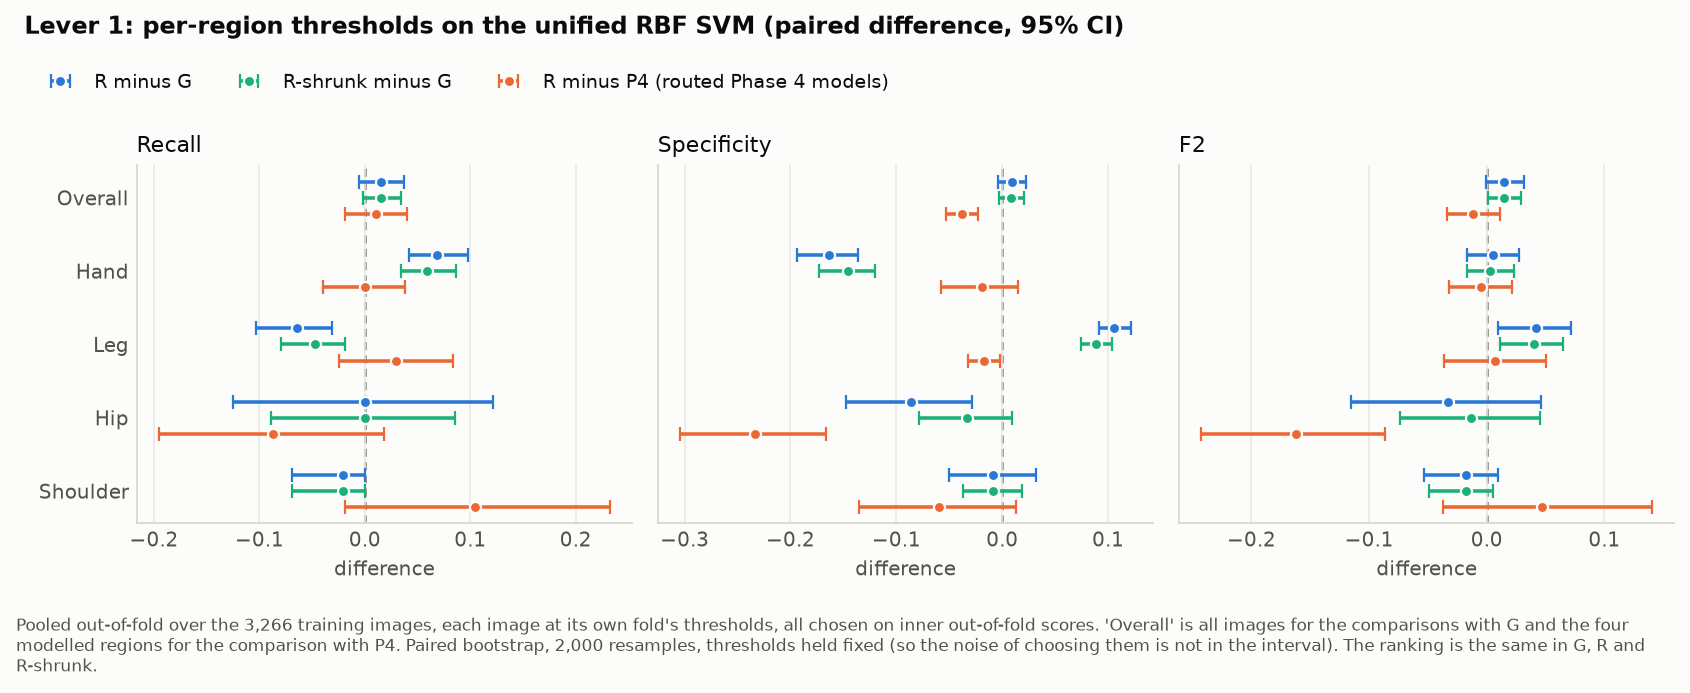 Lever 1: per-region thresholds on the unified RBF SVM (paired difference, 95% CI)
R minus G
R-shrunk minus G
R minus P4 (routed Phase 4 models)
Recall
Specificity
F2
Overall
Hand
Leg
Hip
Shoulder
−0.2 −0.1 0.0 0.1 0.2
−0.3 −0.2 −0.1 0.0 0.1
−0.2 −0.1 0.0 0.1
difference
difference
difference
Pooled out-of-fold over the 3,266 training images, each image at its own fold's thresholds, all chosen on inner out-of-fold scores. 'Overall' is all images for the comparisons with G and the four
modelled regions for the comparison with P4. Paired bootstrap, 2,000 resamples, thresholds held fixed (so the noise of choosing them is not in the interval). The ranking is the same in G, R and
R-shrunk.